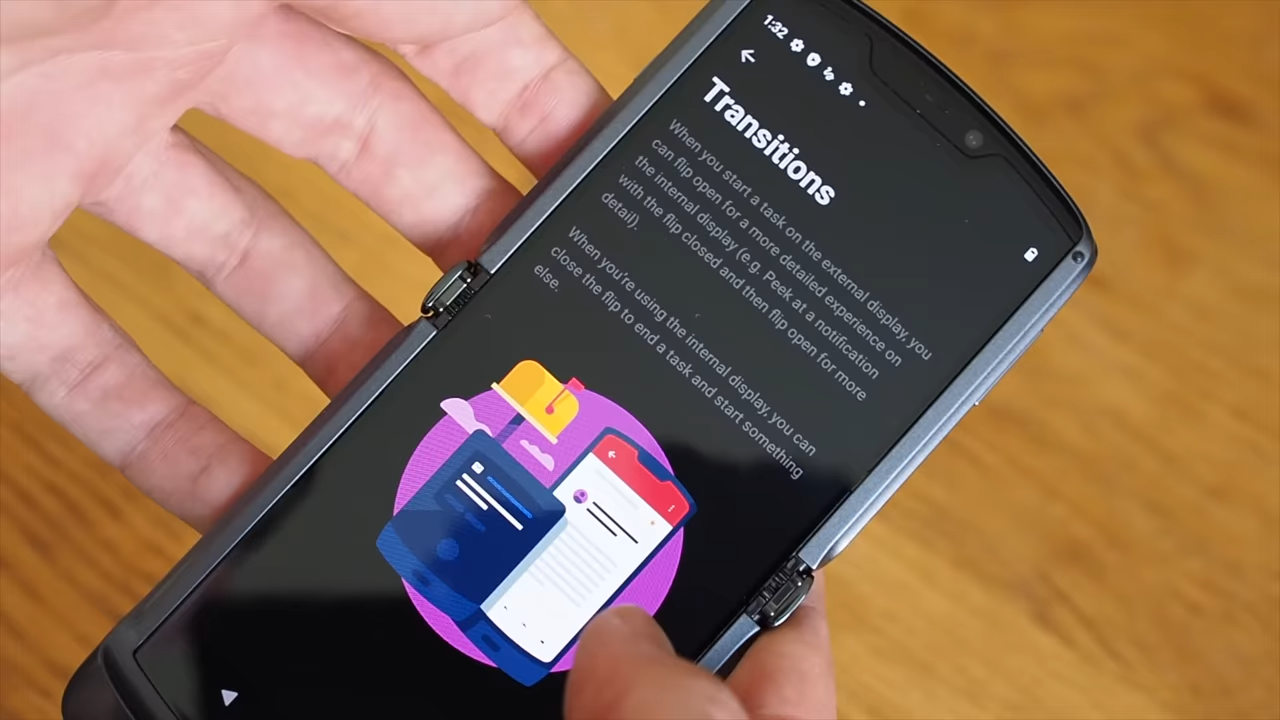 1:32
Transitions
When you start a task on the external display, you
can flip open for a more detailed experience on
the internal display (e.g. Peek at a notification
with the flip closed and then flip open for more
detail).
When you're using the internal display, you can
close the flip to end a task and start something
else.